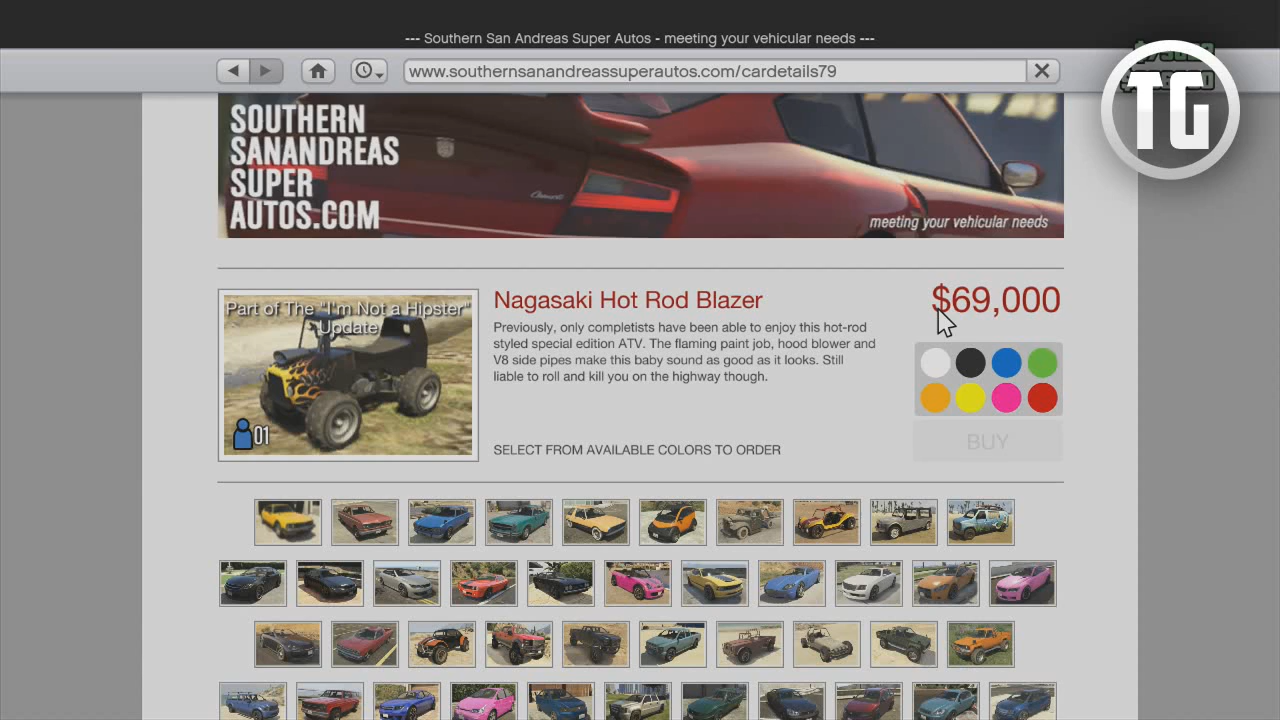 --- Southern San Andreas Super Autos - meeting your vehicular needs ---
www.southernsanandreassuperautos.com/cardetails79
TG
SOUTHERN
SANANDREAS
SUPER
AUTOS.COM
meeting your vehicular needs
Part of The "I'm Not a Hipster"
Update
01
Nagasaki Hot Rod Blazer
$69,000
Previously, only completists have been able to enjoy this hot-rod
styled special edition ATV. The flaming paint job, hood blower and
V8 side pipes make this baby sound as good as it looks. Still
liable to roll and kill you on the highway though.
SELECT FROM AVAILABLE COLORS TO ORDER
BUY